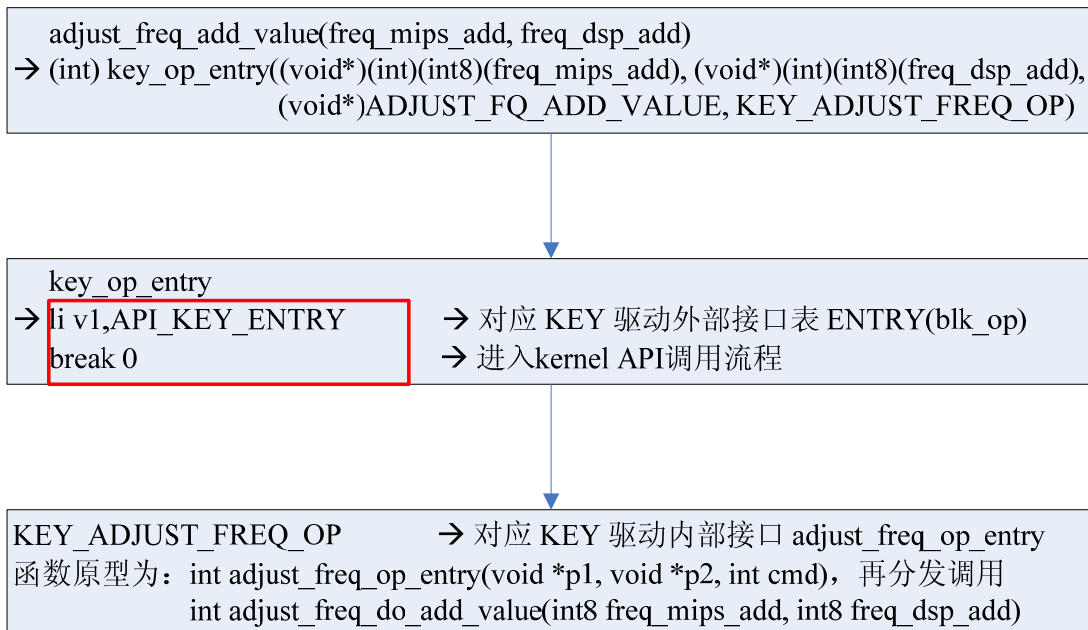 adjust_freq_add_value(freq_mips_add, freq_dsp_add)
→ (int) key_op_entry((void*)(int)(int8)(freq_mips_add), (void*)(int)(int8)(freq_dsp_add),
(void*)ADJUST_FQ_ADD_VALUE, KEY_ADJUST_FREQ_OP)
key_op_entry
→ li v1,API_KEY_ENTRY → 对应 KEY 驱动外部接口表 ENTRY(blk_op)
break 0 → 进入kernel API调用流程
KEY_ADJUST_FREQ_OP → 对应 KEY 驱动内部接口 adjust_freq_op_entry
函数原型为：int adjust_freq_op_entry(void *p1, void *p2, int cmd)，再分发调用
int adjust_freq_do_add_value(int8 freq_mips_add, int8 freq_dsp_add)